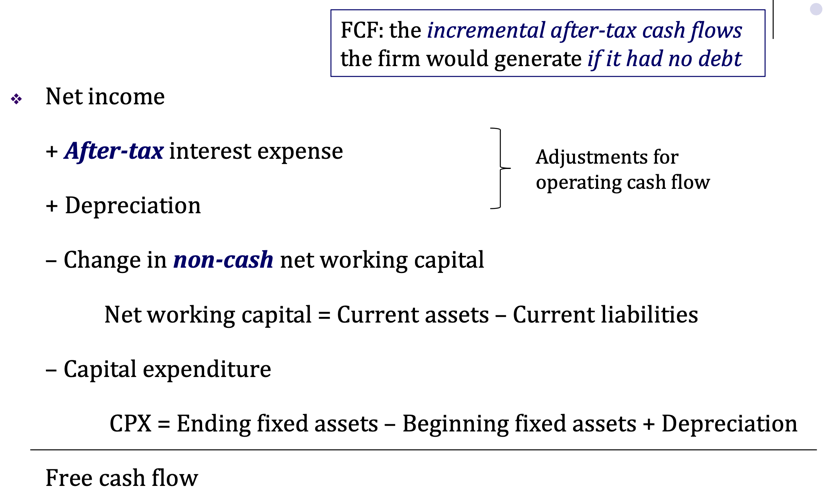 FCF: the incremental after-tax cash flows
the firm would generate if it had no debt
❖ Net income
+ After-tax interest expense
+ Depreciation
Adjustments for
operating cash flow
– Change in non-cash net working capital
Net working capital = Current assets – Current liabilities
– Capital expenditure
CPX = Ending fixed assets – Beginning fixed assets + Depreciation
Free cash flow